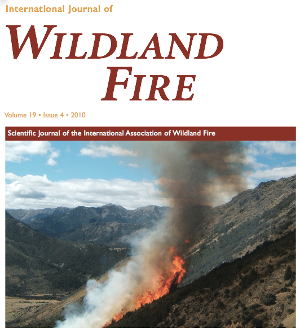 International Journal of
WILDLAND
FIRE
Volume 19 • Issue 4 • 2010
Scientific Journal of the International Association of Wildland Fire